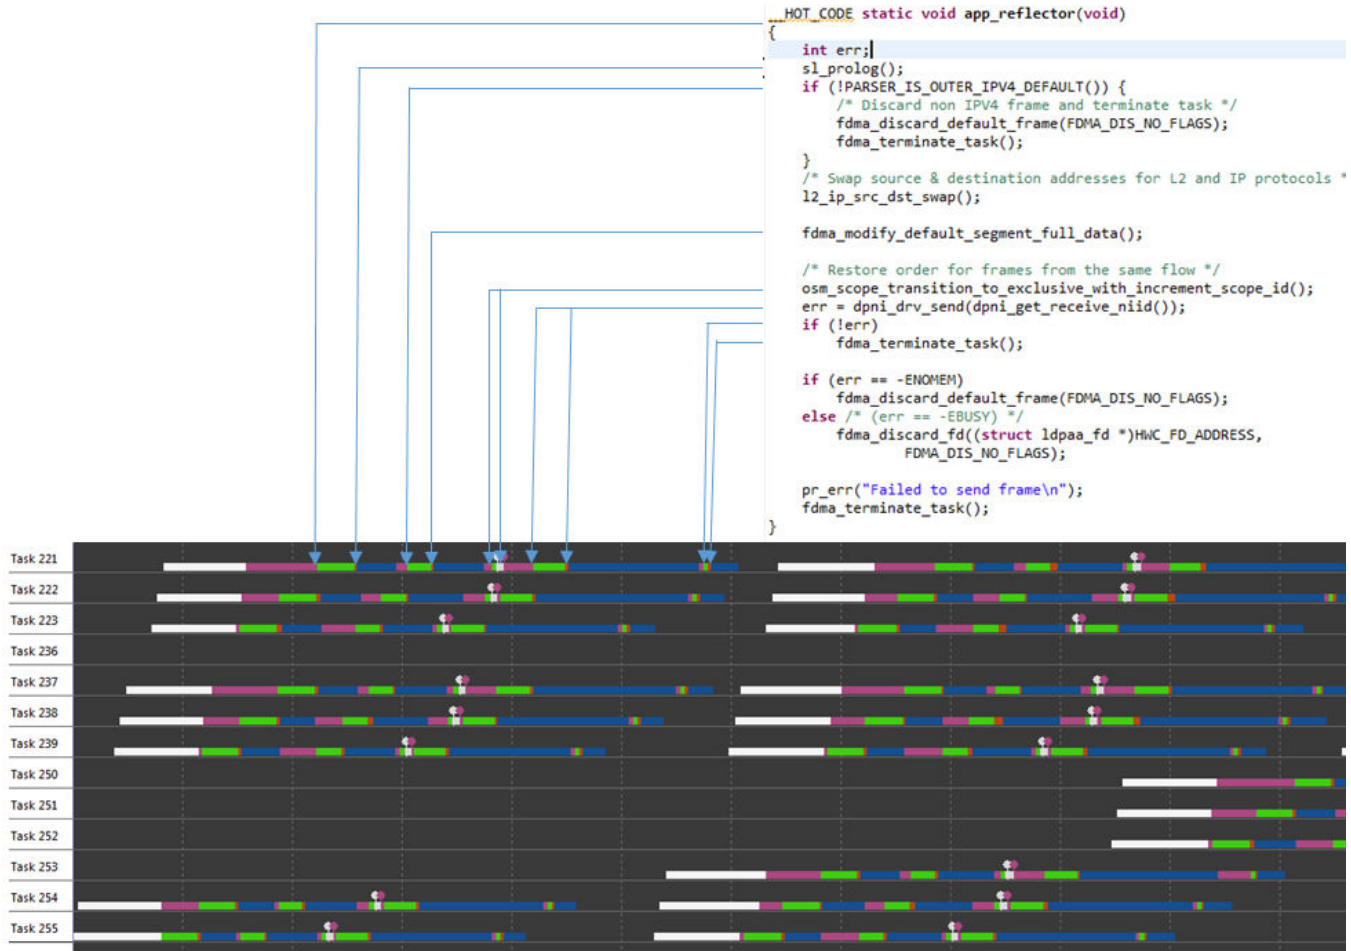 __HOT_CODE static void app_reflector(void)
{
int err;
sl_prolog();
if (!PARSER_IS_OUTER_IPV4_DEFAULT()) {
/* Discard non IPV4 frame and terminate task */
fdma_discard_default_frame(FDMA_DIS_NO_FLAGS);
fdma_terminate_task();
}
/* Swap source & destination addresses for L2 and IP protocols *
l2_ip_src_dst_swap();
fdma_modify_default_segment_full_data();
/* Restore order for frames from the same flow */
osm_scope_transition_to_exclusive_with_increment_scope_id();
err = dpni_drv_send(dpni_get_receive_niid());
if (!err)
fdma_terminate_task();
if (err == -ENOMEM)
fdma_discard_default_frame(FDMA_DIS_NO_FLAGS);
else /* (err == -EBUSY) */
fdma_discard_fd((struct ldpaa_fd *)HWC_FD_ADDRESS,
FDMA_DIS_NO_FLAGS);
pr_err("Failed to send frame\n");
fdma_terminate_task();
}
Task 221
Task 222
Task 223
Task 236
Task 237
Task 238
Task 239
Task 250
Task 251
Task 252
Task 253
Task 254
Task 255